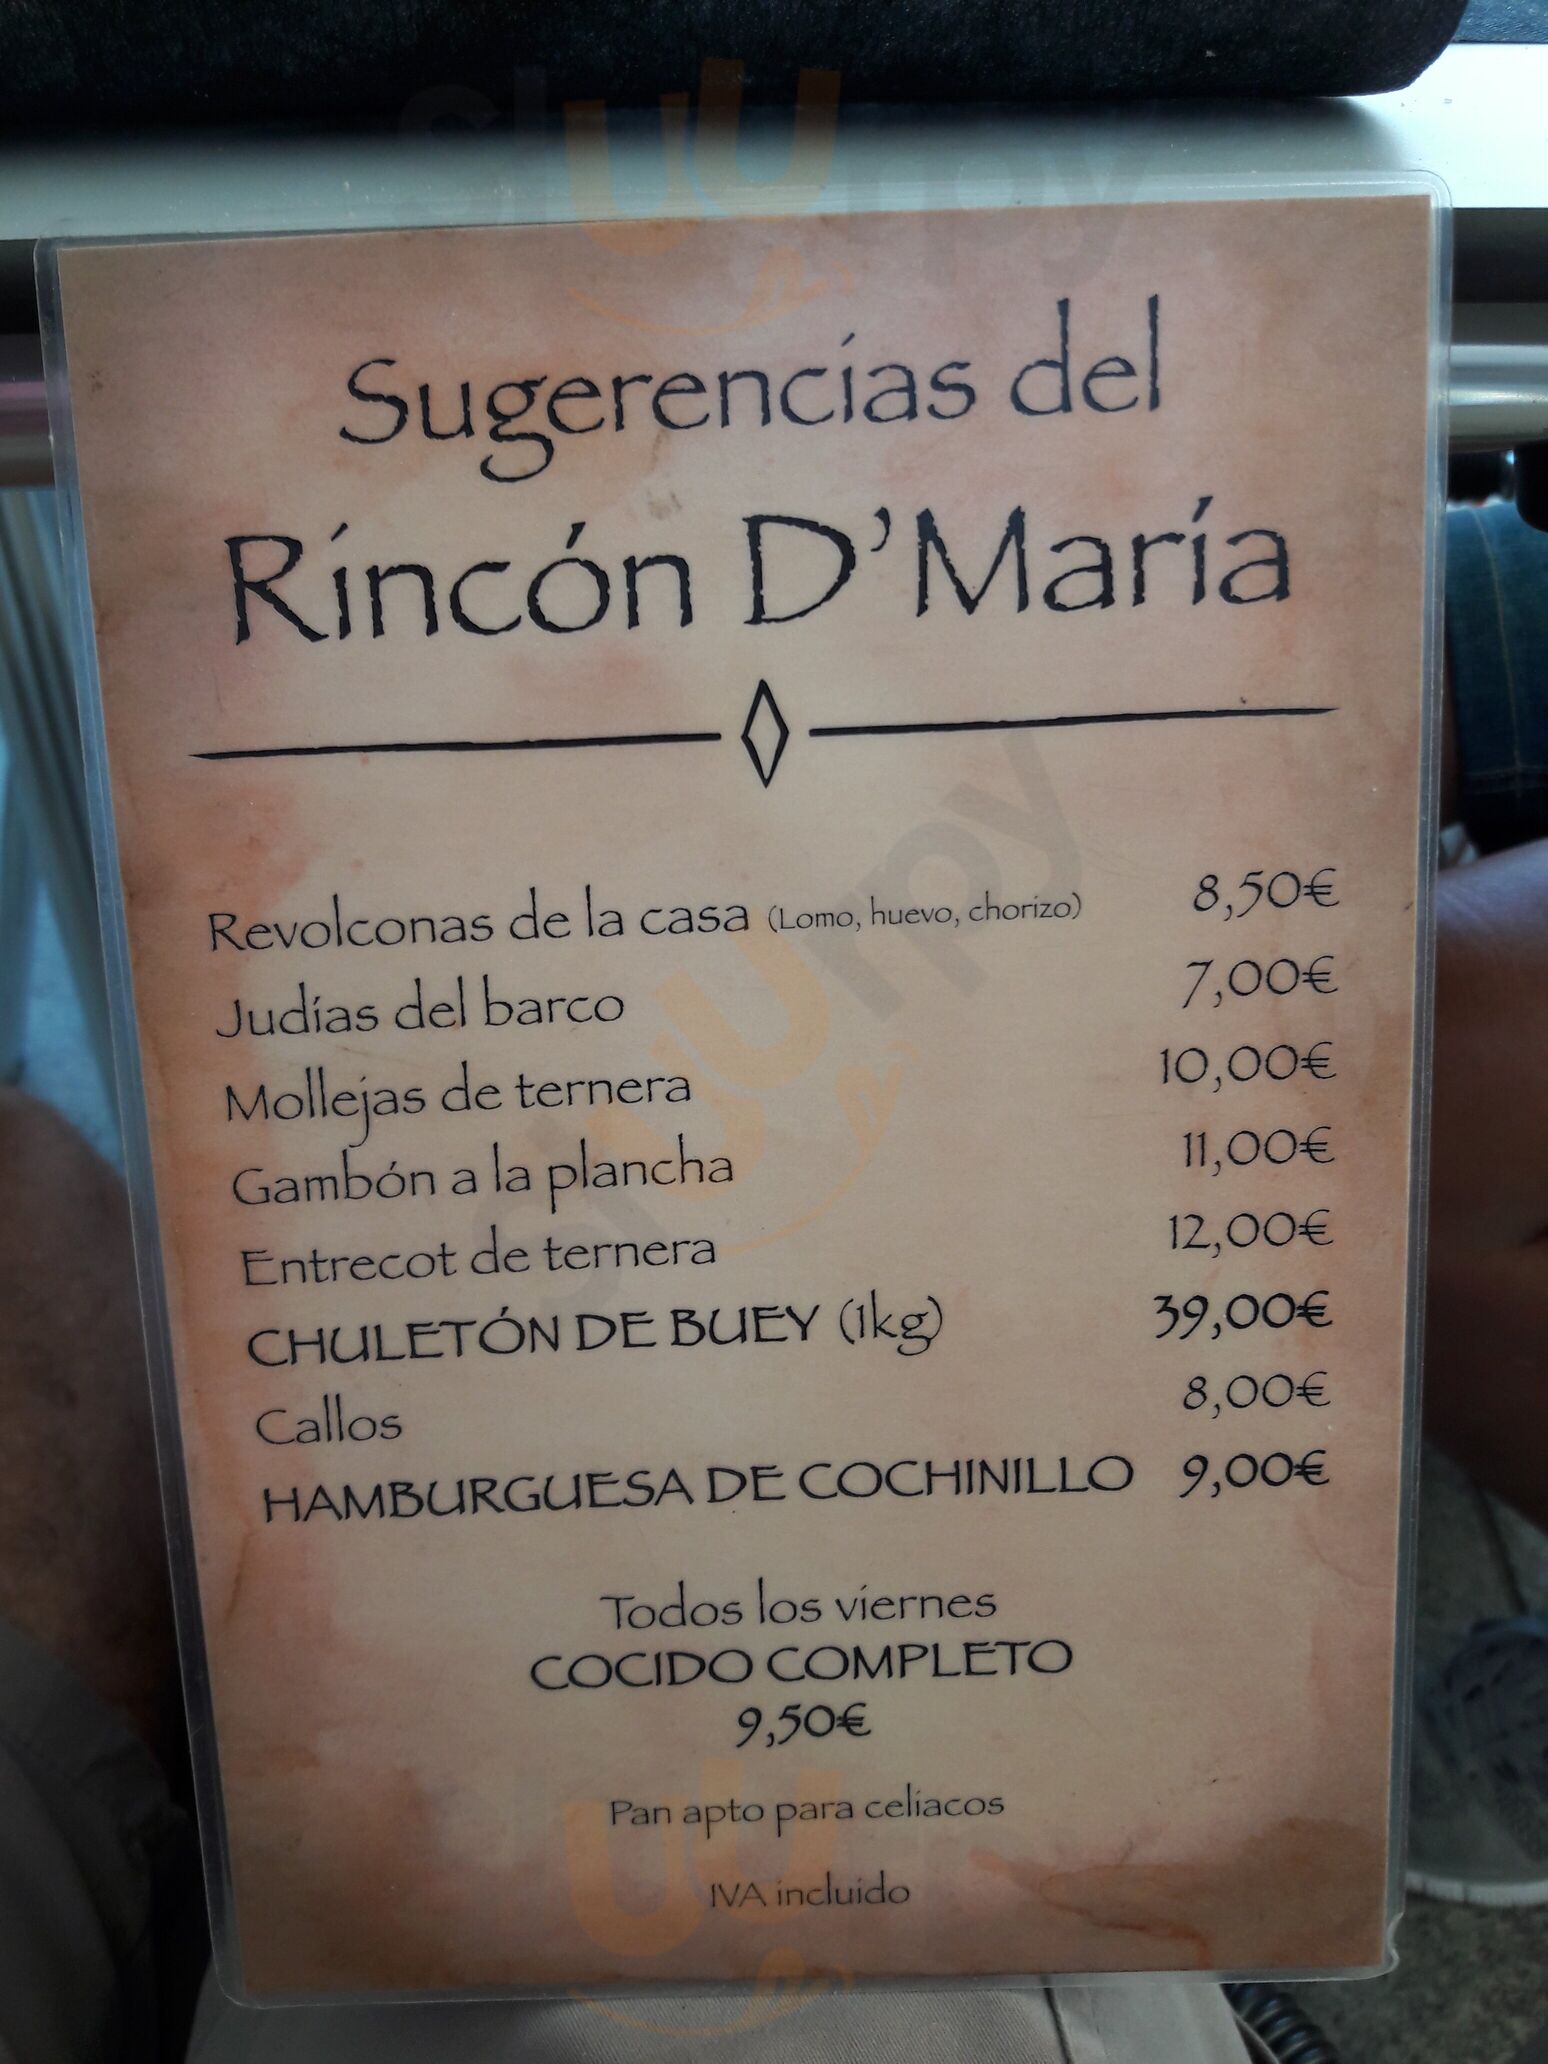 Sugerencias del
Rincón D'María
Revolconas de la casa (Lomo, huevo, chorizo) 8,50€
Judías del barco 7,00€
Mollejas de ternera 10,00€
Gambón a la plancha 11,00€
Entrecot de ternera 12,00€
CHULETÓN DE BUEY (1kg) 39,00€
Callos 8,00€
HAMBURGUESA DE COCHINILLO 9,00€
Todos los viernes
COCIDO COMPLETO
9,50€
Pan apto para celiacos
IVA incluido